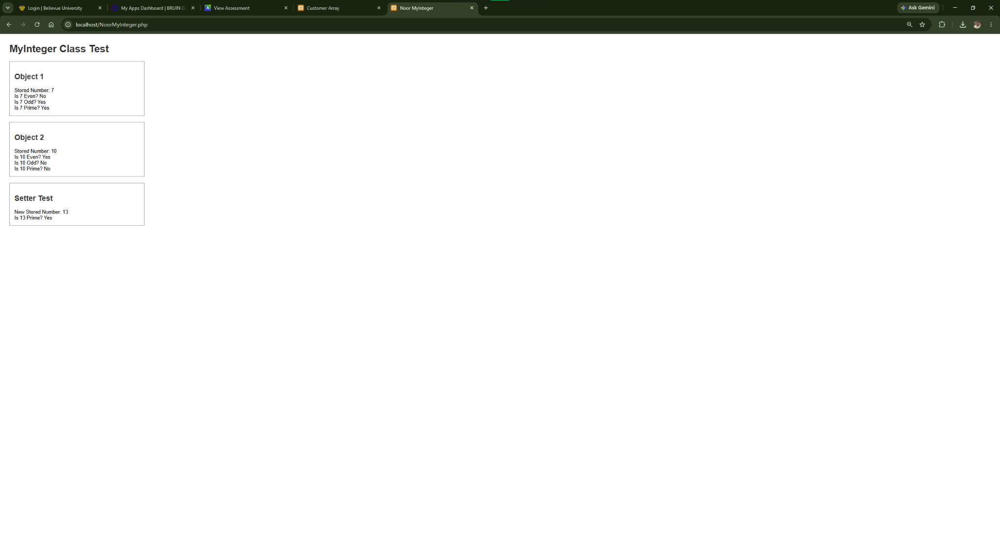 Login | Bellevue University
My Apps Dashboard | BRUIN
View Assessment
Customer Array
Noor MyInteger
Ask Gemini
localhost/NoorMyInteger.php
MyInteger Class Test
Object 1
Stored Number: 7
Is 7 Even? No
Is 7 Odd? Yes
Is 7 Prime? Yes
Object 2
Stored Number: 10
Is 10 Even? Yes
Is 10 Odd? No
Is 10 Prime? No
Setter Test
New Stored Number: 13
Is 13 Prime? Yes